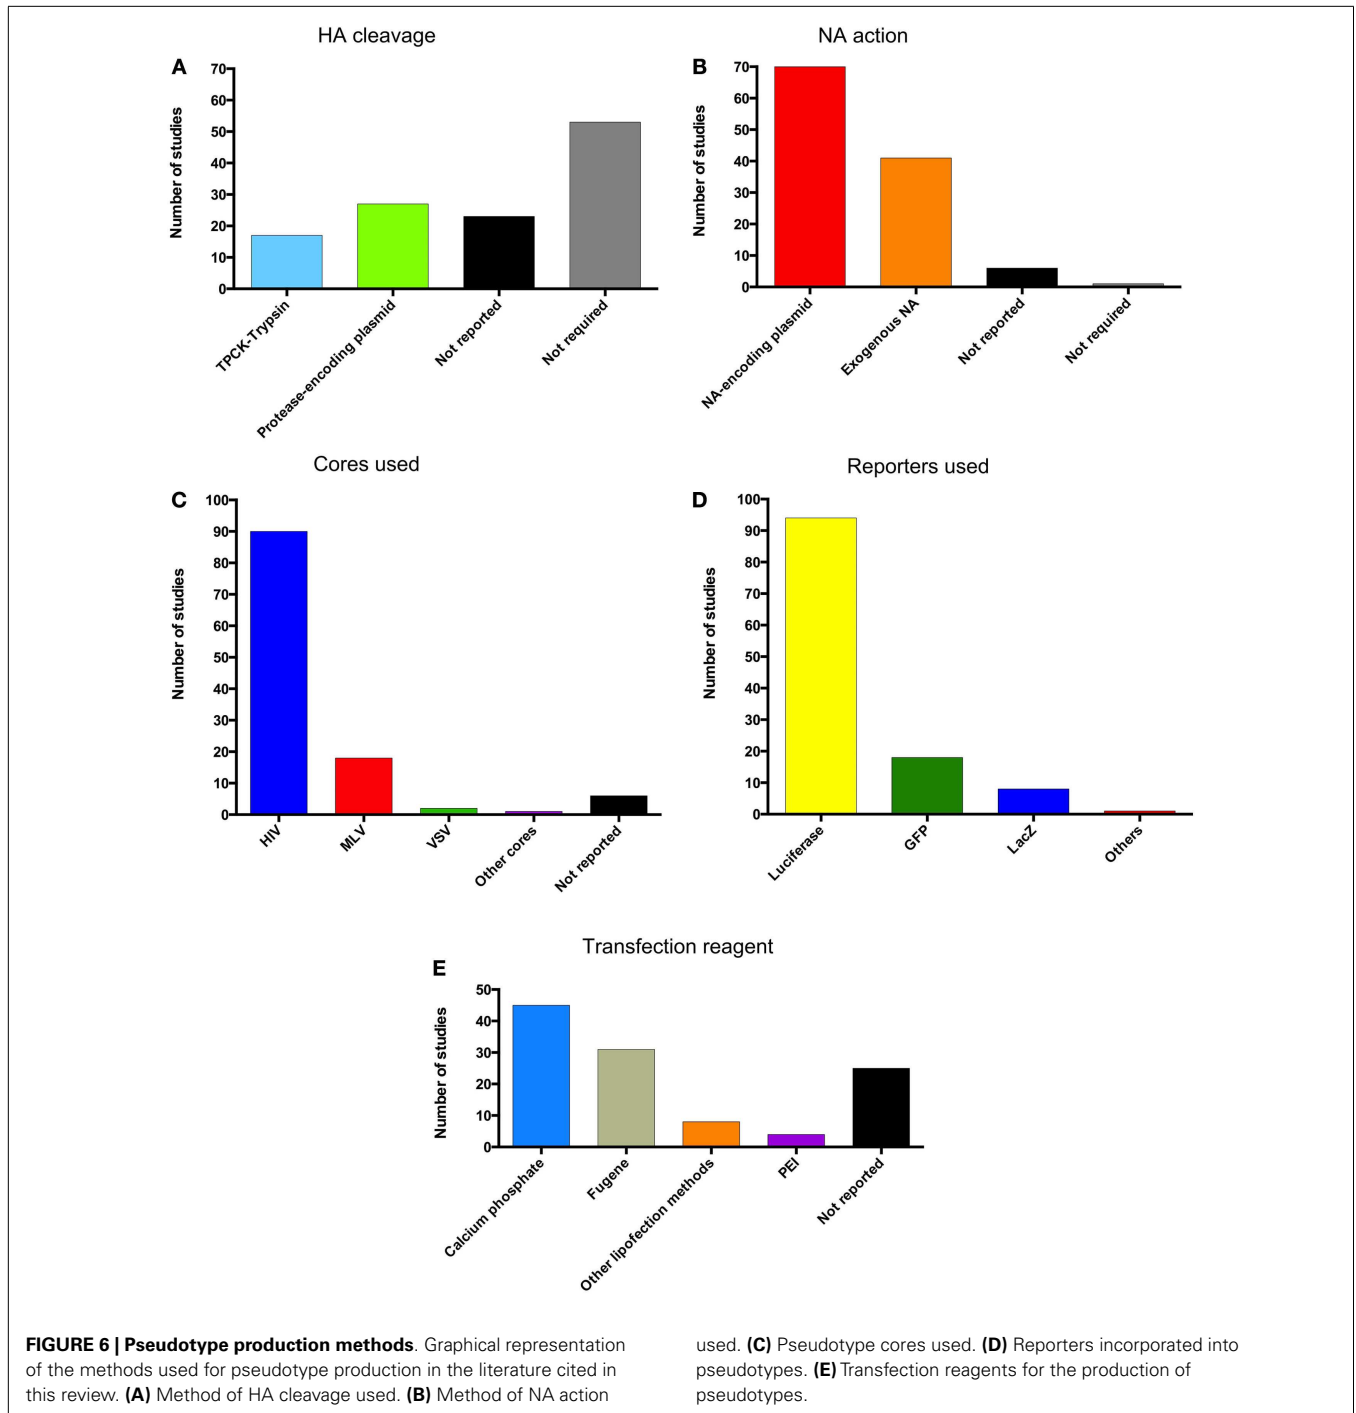 HA cleavage
A
Number of studies
70
60
50
40
30
20
10
0
TPCK-Trypsin
Protease-encoding plasmid
Not reported
Not required
NA action
B
Number of studies
70
60
50
40
30
20
10
0
NA-encoding plasmid
Exogenous NA
Not reported
Not required
Cores used
C
Number of studies
100
90
80
70
60
50
40
30
20
10
0
HIV
MLV
VSV
Other cores
Not reported
Reporters used
D
Number of studies
100
90
80
70
60
50
40
30
20
10
0
Luciferase
GFP
LacZ
Others
Transfection reagent
E
Number of studies
50
40
30
20
10
0
Calcium phosphate
Fugene
Other lipofection methods
PEI
Not reported
FIGURE 6 | Pseudotype production methods. Graphical representation
of the methods used for pseudotype production in the literature cited in
this review. (A) Method of HA cleavage used. (B) Method of NA action
used. (C) Pseudotype cores used. (D) Reporters incorporated into
pseudotypes. (E) Transfection reagents for the production of
pseudotypes.